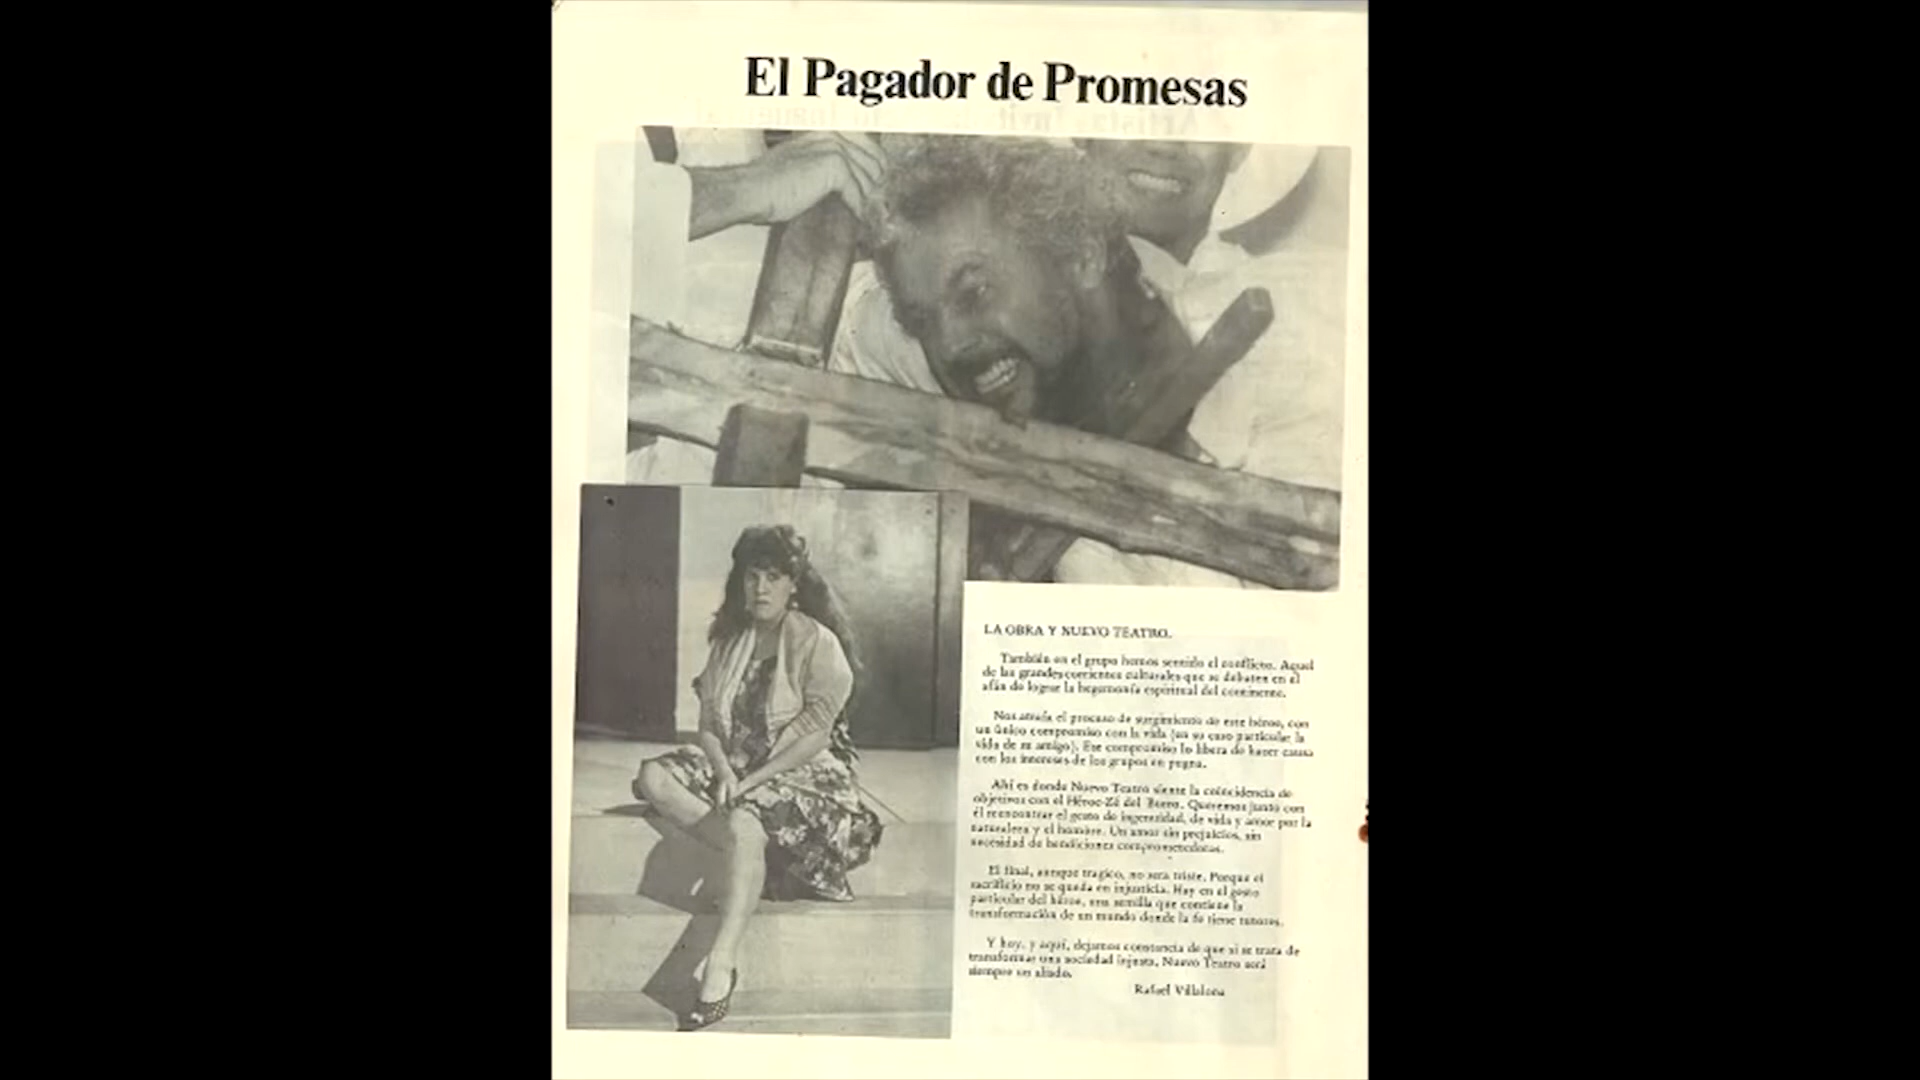 El Pagador de Promesas
LA OBRA Y NUEVO TEATRO.
También en el grupo hemos sentido el conflicto. Aquel
de las grandes corrientes culturales que se debaten en el
afán de lograr la hegemonía espiritual del continente.
Nos atraía el proceso de surgimiento de este héroe, con
un único compromiso con la vida (en su caso particular la
vida de su amigo). Ese compromiso lo libera de hacer causa
con los intereses de los grupos en pugna.
Ahí es donde Nuevo Teatro siente la coincidencia de
objetivos con el Héroe-Zé del Burro. Queremos junto con
él reencontrar el gesto de ingenuidad, de vida y amor por la
naturaleza y el hombre. Un amor sin prejuicios, sin
necesidad de bendiciones comprometedoras.
El final, aunque tragico, no sera triste. Porque el
sacrificio no se queda en injusticia. Hay en el gesto
particular del héroe, una semilla que contiene la
transformación de un mundo donde la fe tiene tutores.
Y hoy, y aquí, dejamos constancia de que si se trata de
transformar una sociedad injusta, Nuevo Teatro será
siempre un aliado.
Rafael Villalona